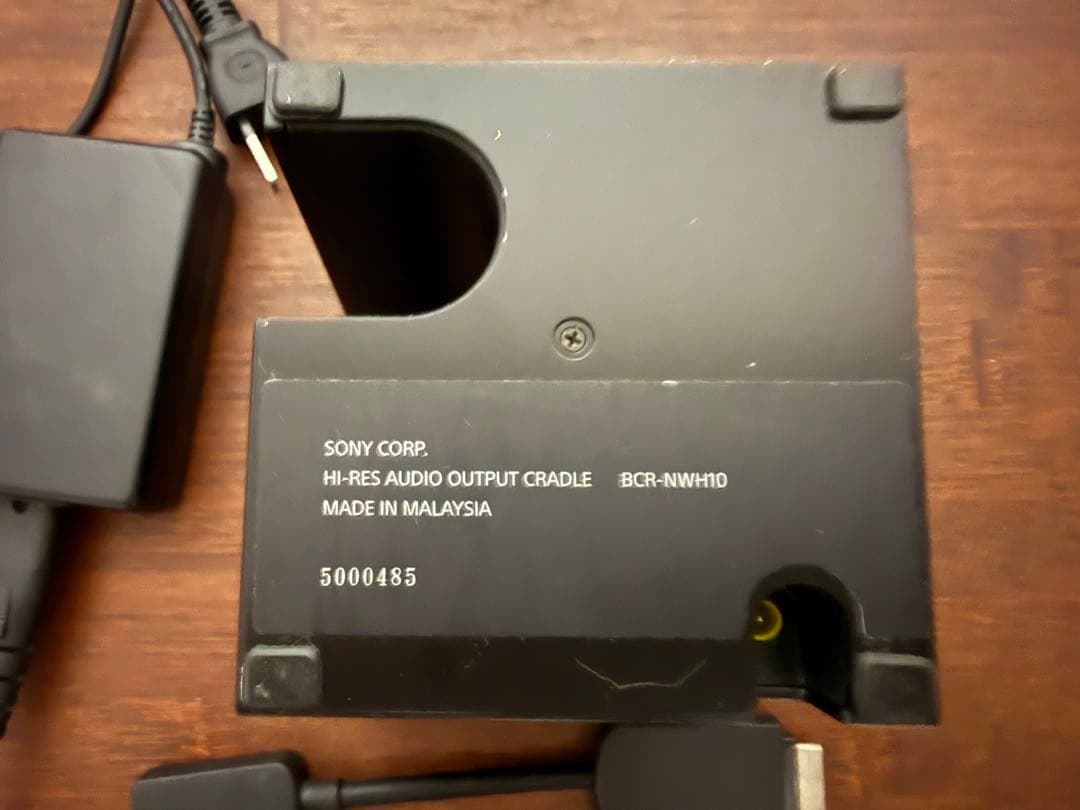 SONY CORP.
HI-RES AUDIO OUTPUT CRADLE BCR-NWH10
MADE IN MALAYSIA
5000485